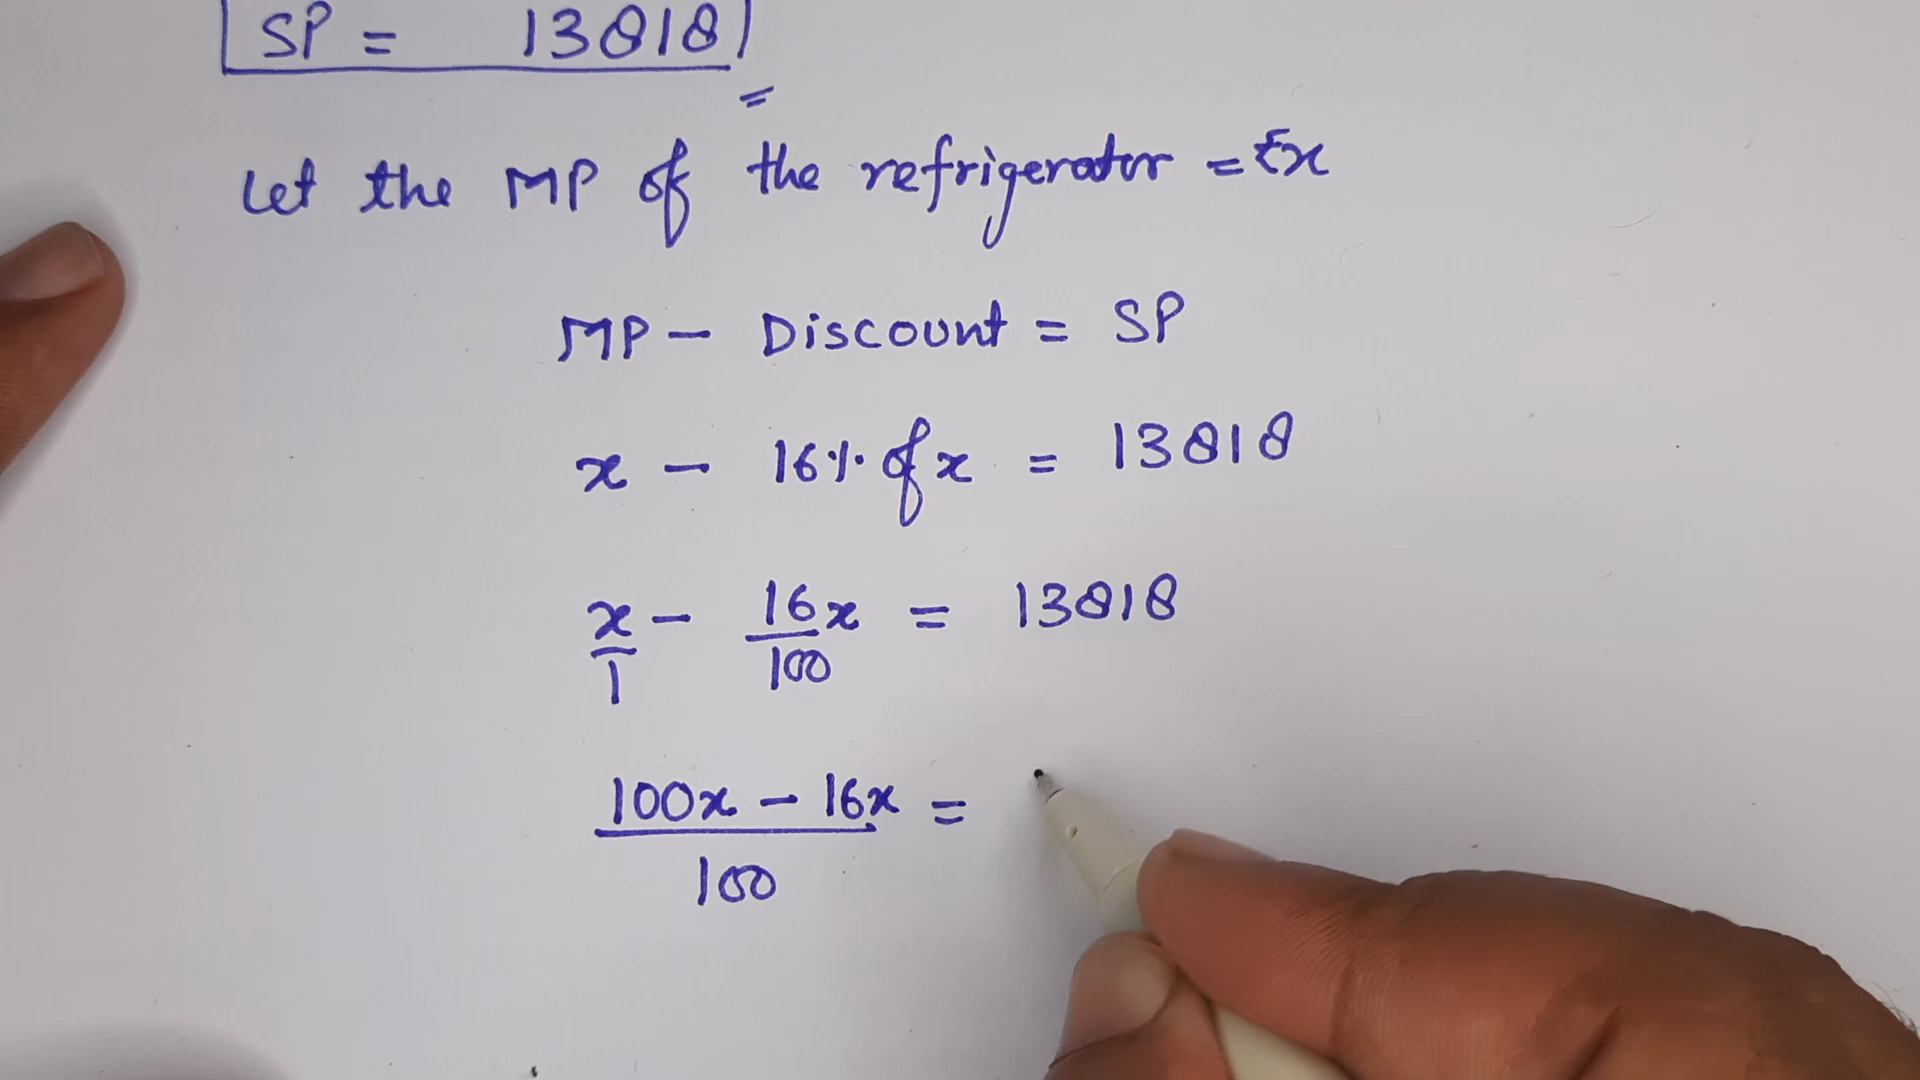 SP = 13818
Let the MP of the refrigerator = ₹x
MP - Discount = SP
x - 16% of x = 13818
x/1 - 16x/100 = 13818
100x - 16x / 100 =